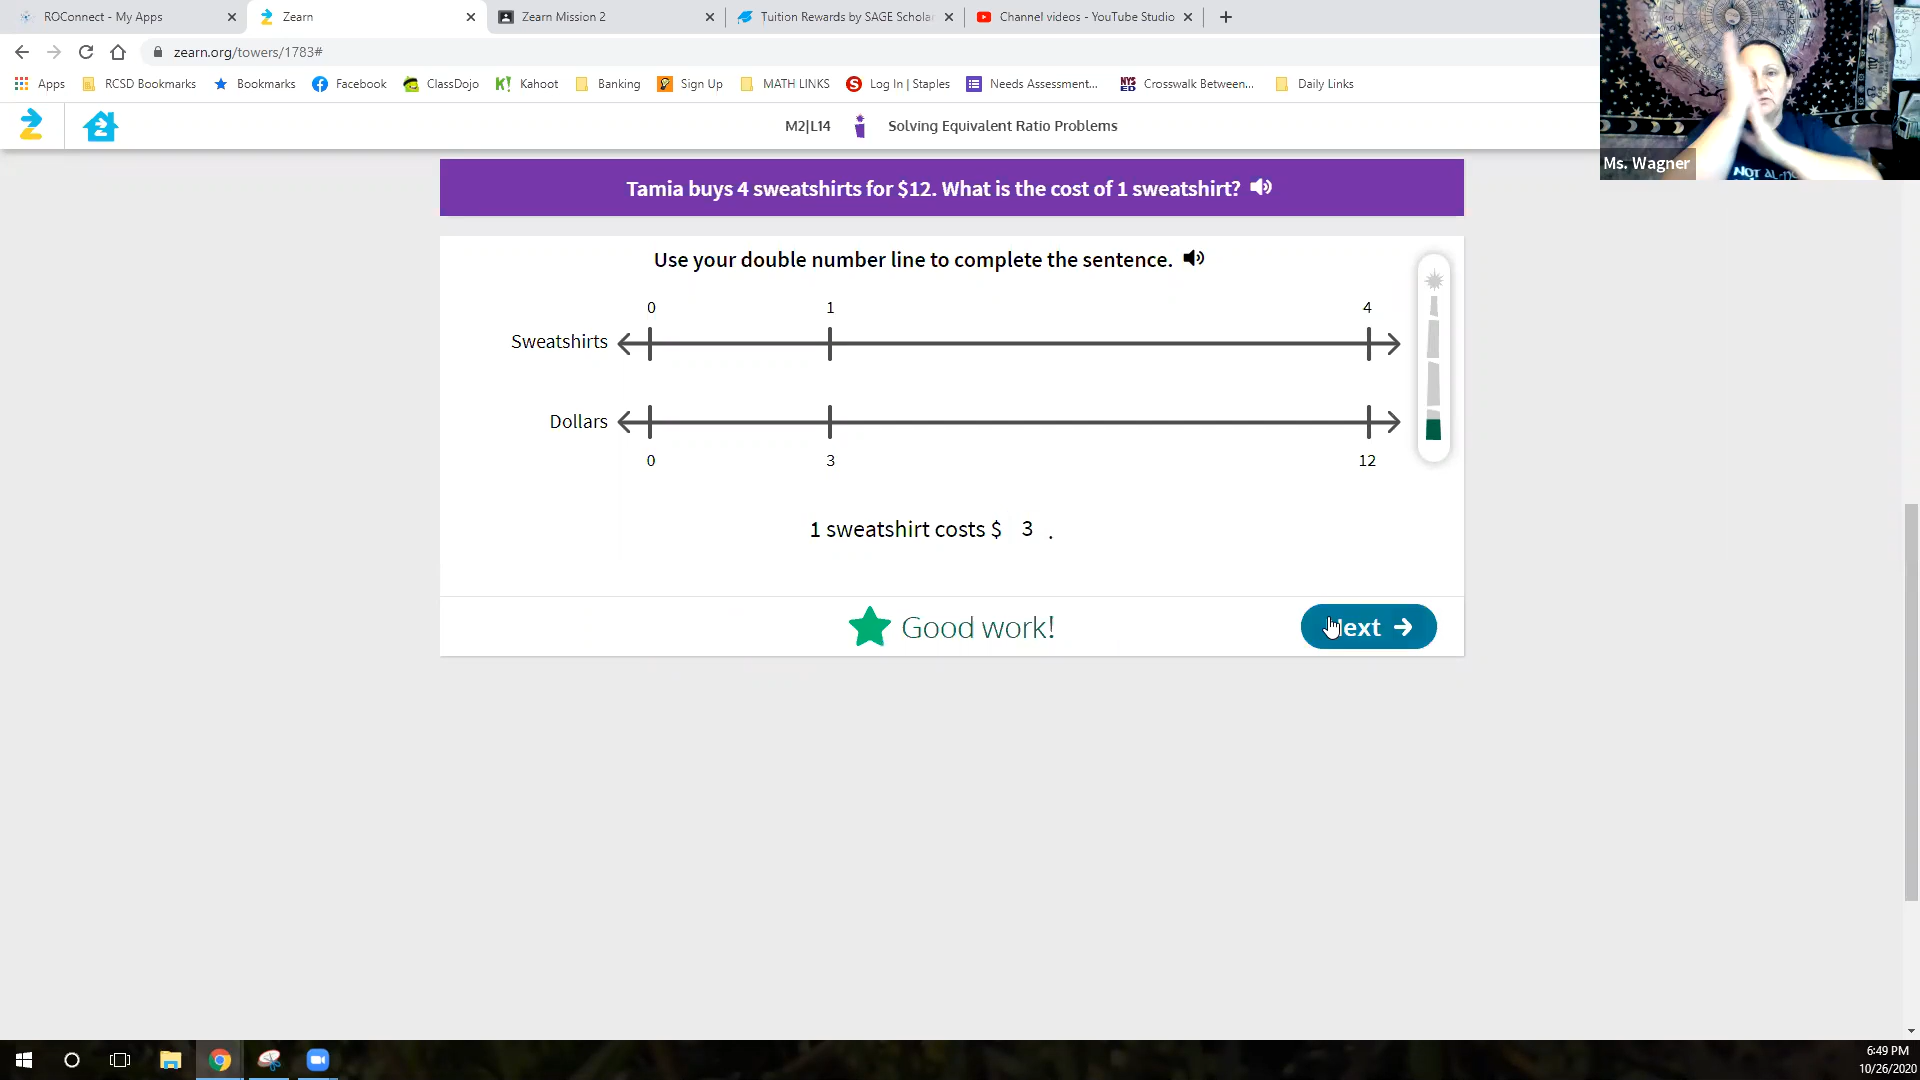 ROConnect - My Apps
Zearn
Zearn Mission 2
Tuition Rewards by SAGE Schola
Channel videos - YouTube Studio
zearn.org/towers/1783#
Apps
RCSD Bookmarks
Bookmarks
Facebook
ClassDojo
Kahoot
Banking
Sign Up
MATH LINKS
Log In | Staples
Needs Assessment...
NYS ED
Crosswalk Between...
Daily Links
M2|L14
Solving Equivalent Ratio Problems
Ms. Wagner
Tamia buys 4 sweatshirts for $12. What is the cost of 1 sweatshirt?
Use your double number line to complete the sentence.
0 1 4
Sweatshirts
Dollars
0 3 12
1 sweatshirt costs $ 3 .
Good work!
Next
6:49 PM
10/26/2020